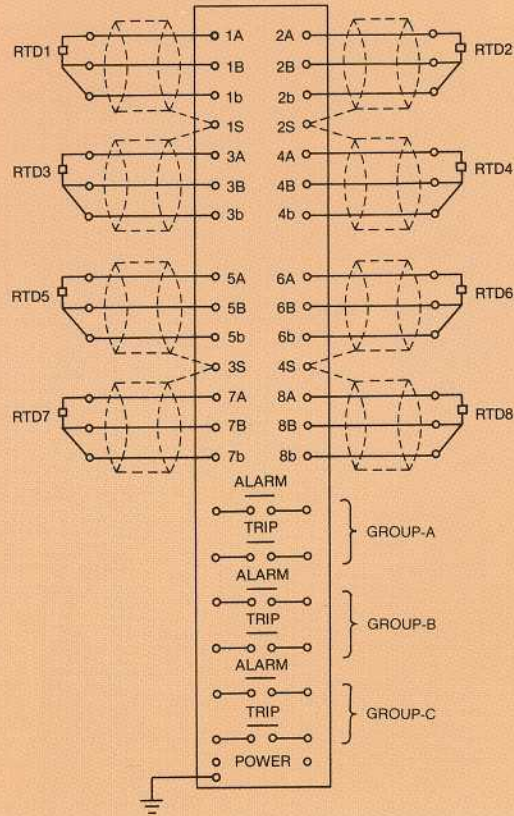 RTD1
1A
2A
RTD2
1B
2B
1b
2b
1S
2S
RTD3
3A
4A
RTD4
3B
4B
3b
4b
RTD5
5A
6A
RTD6
5B
6B
5b
6b
3S
4S
RTD7
7A
8A
RTD8
7B
8B
7b
8b
ALARM
TRIP
GROUP-A
ALARM
TRIP
GROUP-B
ALARM
TRIP
GROUP-C
POWER